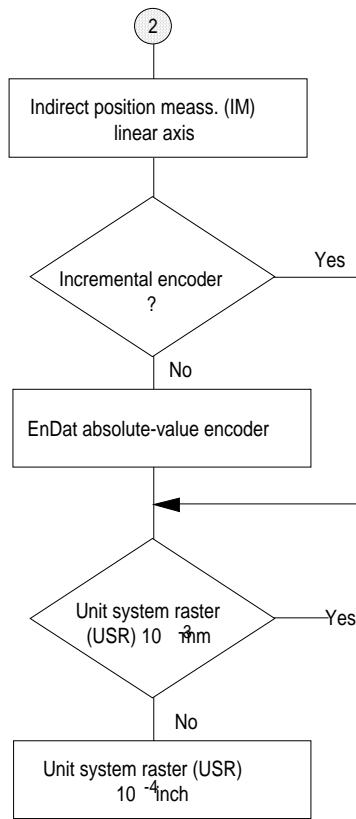 2
Indirect position meass. (IM)
linear axis
Yes
Incremental encoder
?
No
EnDat absolute-value encoder
Unit system raster
(USR) 10 -3 mm
Yes
No
Unit system raster (USR)
10 -4 inch